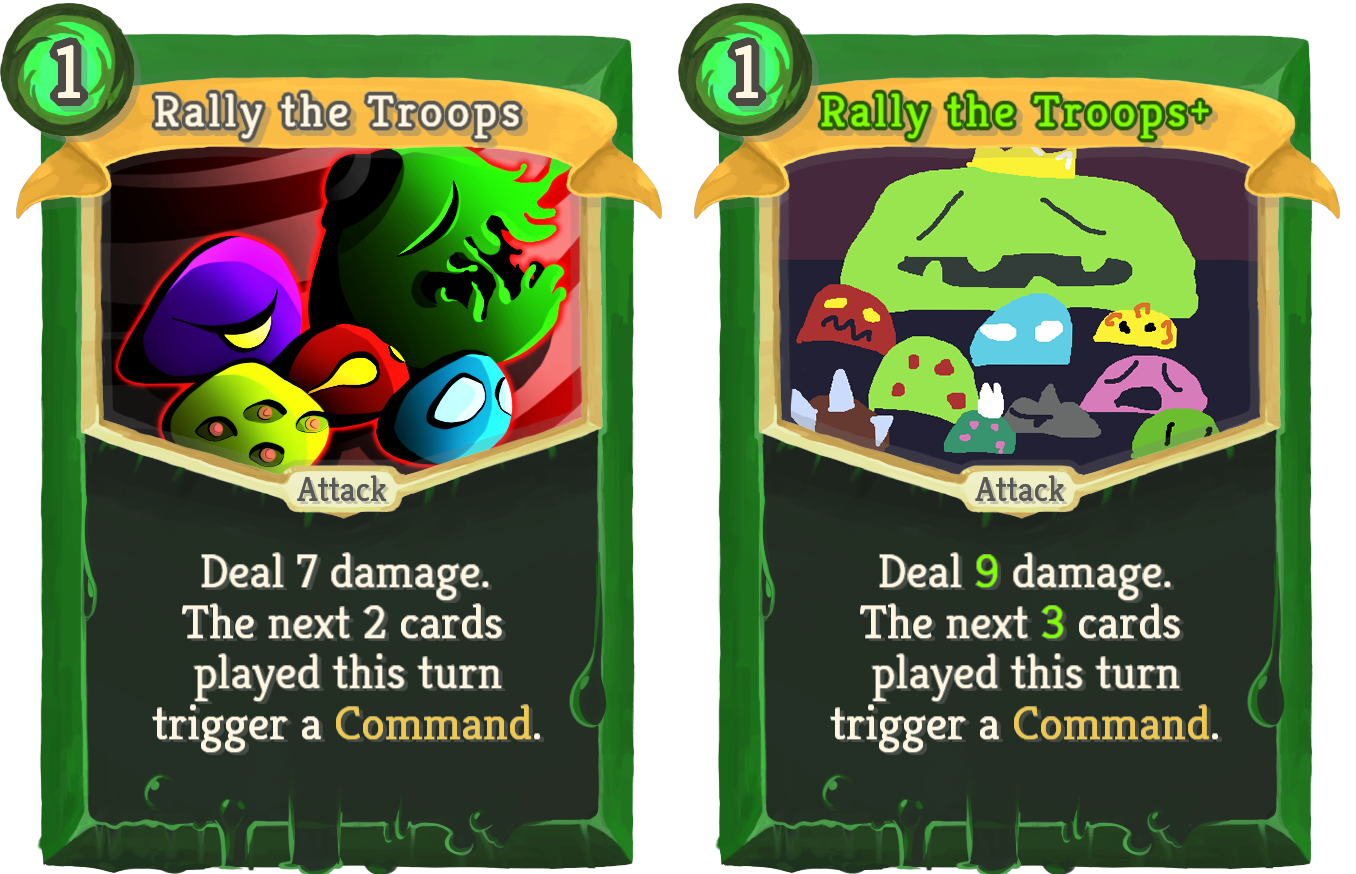 1
Rally the Troops
Attack
Deal 7 damage.
The next 2 cards
played this turn
trigger a Command.
1
Rally the Troops+
Attack
Deal 9 damage.
The next 3 cards
played this turn
trigger a Command.